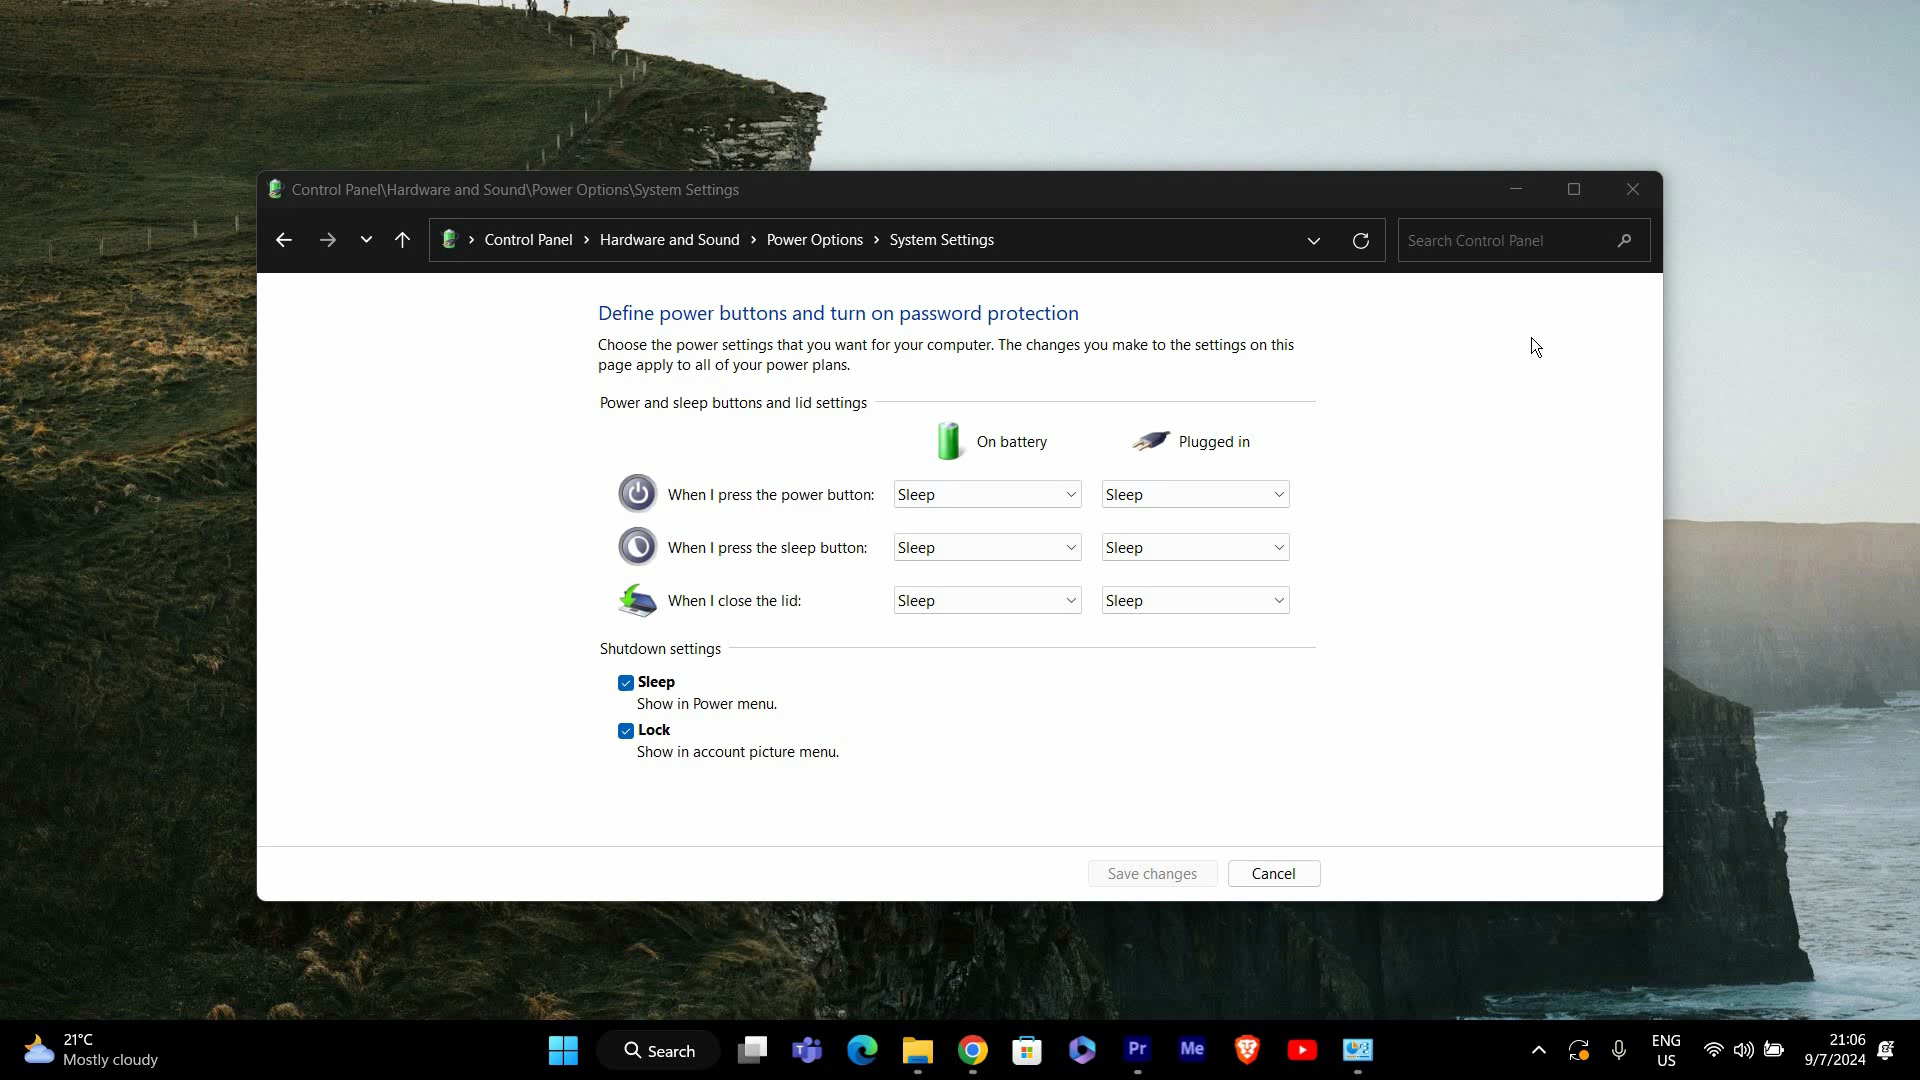 Control Panel\Hardware and Sound\Power Options\System Settings
Control Panel > Hardware and Sound > Power Options > System Settings
Search Control Panel
Define power buttons and turn on password protection
Choose the power settings that you want for your computer. The changes you make to the settings on this
page apply to all of your power plans.
Power and sleep buttons and lid settings
On battery Plugged in
When I press the power button: Sleep Sleep
When I press the sleep button: Sleep Sleep
When I close the lid: Sleep Sleep
Shutdown settings
Sleep
Show in Power menu.
Lock
Show in account picture menu.
Save changes Cancel
21°C
Mostly cloudy
Search
Pr
Me
ENG
US
21:06
9/7/2024